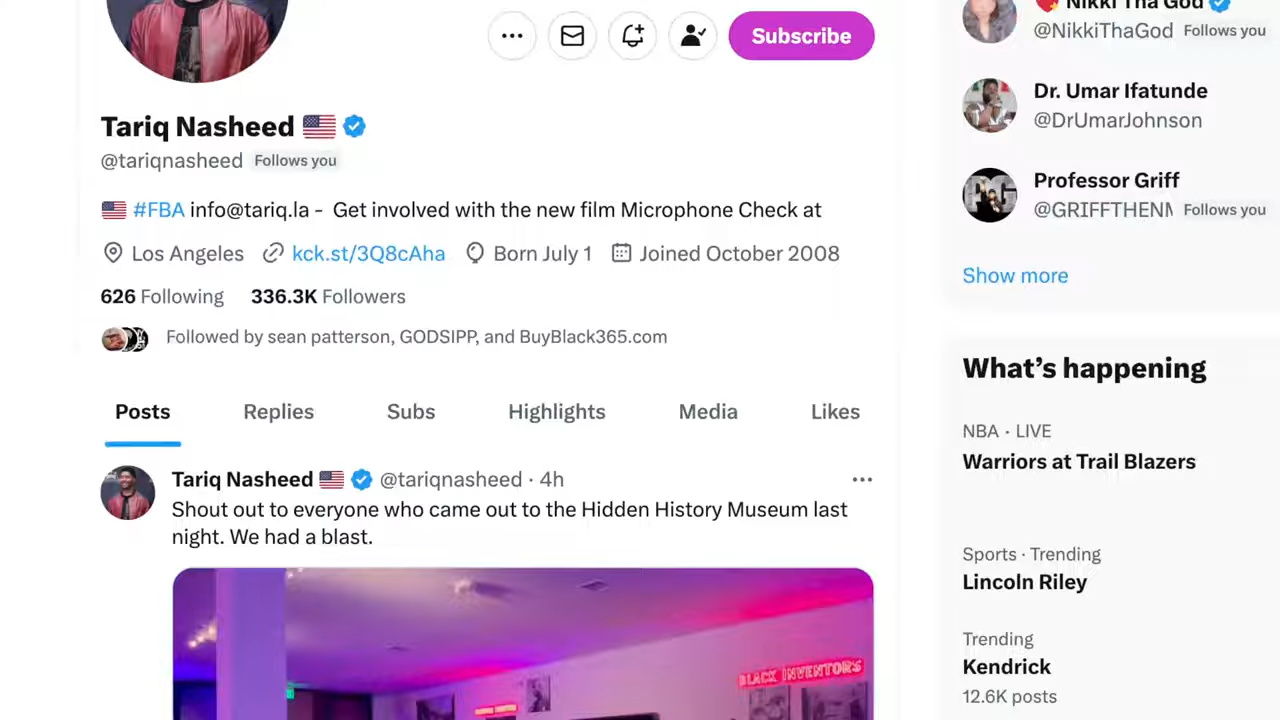 Subscribe
Tariq Nasheed
@tariqnasheed Follows you
#FBA info@tariq.la - Get involved with the new film Microphone Check at
Los Angeles kck.st/3Q8cAha Born July 1 Joined October 2008
626 Following 336.3K Followers
Followed by sean patterson, GODSIPP, and BuyBlack365.com
Posts Replies Subs Highlights Media Likes
Tariq Nasheed @tariqnasheed · 4h
Shout out to everyone who came out to the Hidden History Museum last
night. We had a blast.
BLACK INVENTORS
Nikki Tha God
@NikkiThaGod Follows you
Dr. Umar Ifatunde
@DrUmarJohnson
Professor Griff
@GRIFFTHENM Follows you
Show more
What's happening
NBA · LIVE
Warriors at Trail Blazers
Sports · Trending
Lincoln Riley
Trending
Kendrick
12.6K posts